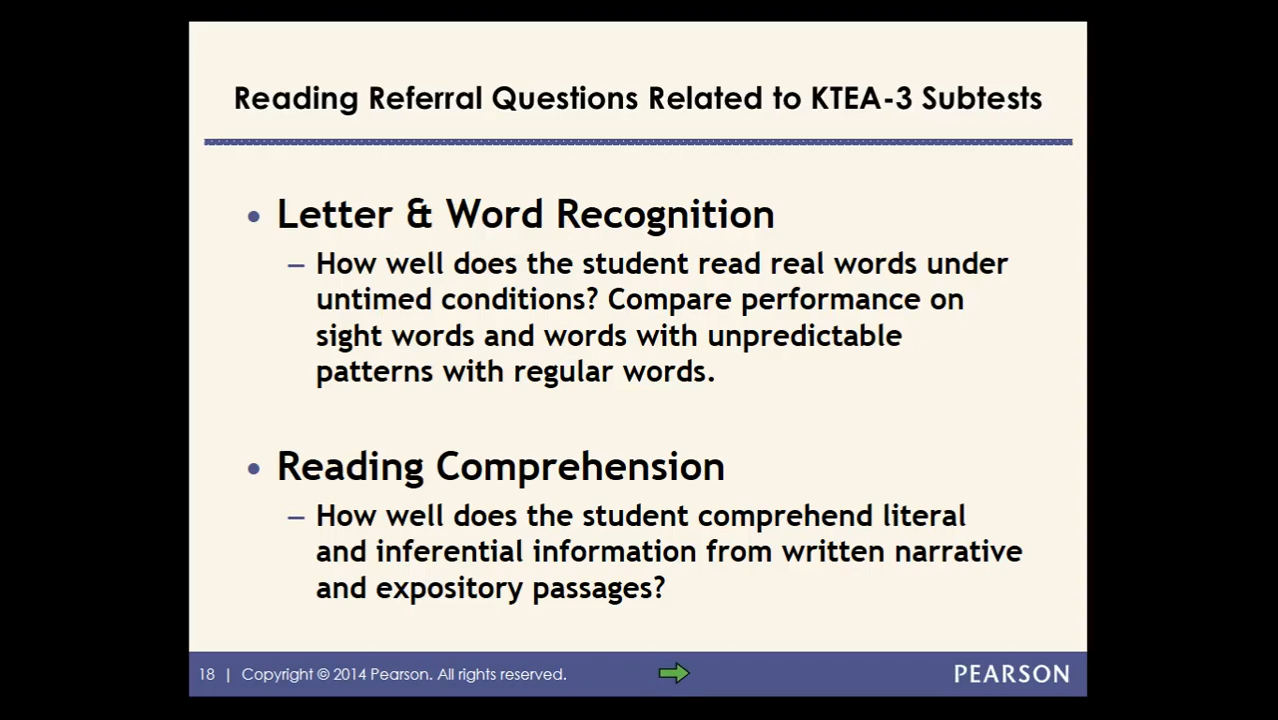 Reading Referral Questions Related to KTEA-3 Subtests
• Letter & Word Recognition
– How well does the student read real words under
untimed conditions? Compare performance on
sight words and words with unpredictable
patterns with regular words.
• Reading Comprehension
– How well does the student comprehend literal
and inferential information from written narrative
and expository passages?
18 | Copyright © 2014 Pearson. All rights reserved.
PEARSON